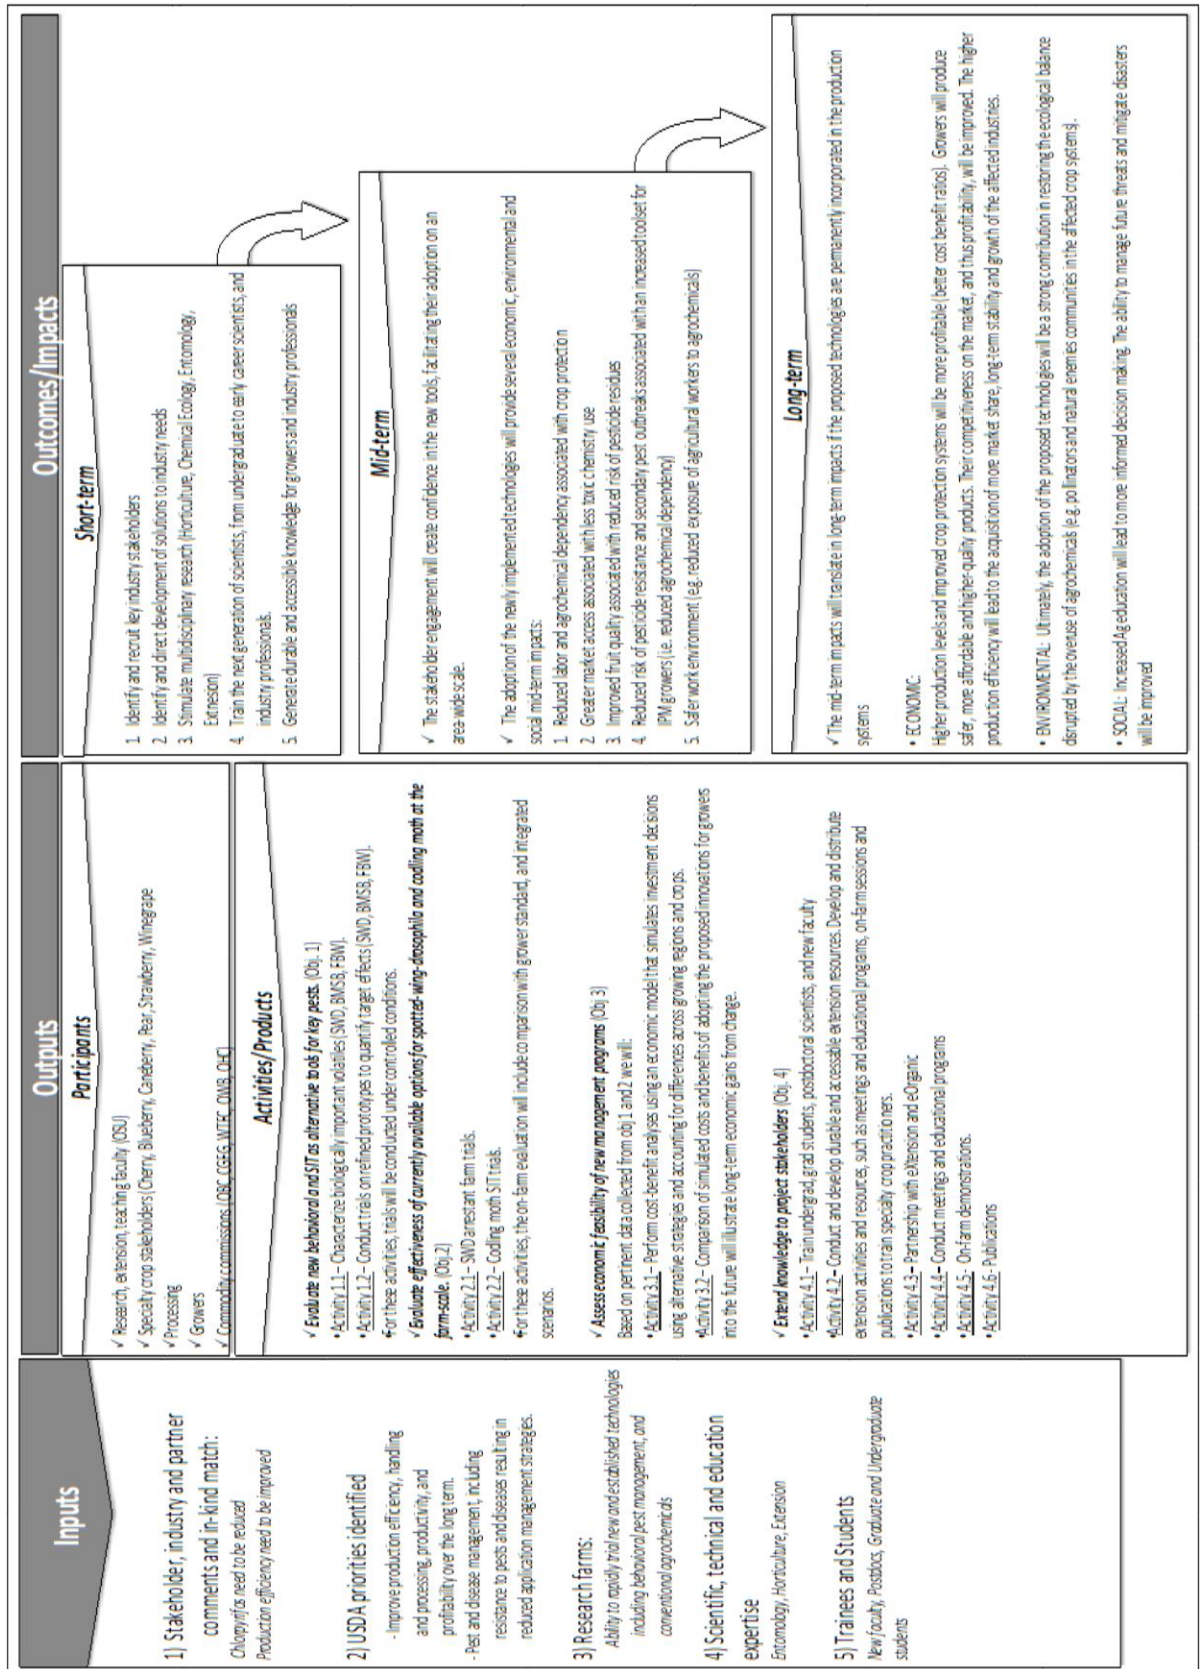 Inputs
1) Stakeholder, industry and partner
comments and in-kind match:
Chlopyrifos need to be reduced
Production efficiency need to be improved
2) USDA priorities identified
- Improve production efficiency, handling
and processing, productivity, and
profitability over the long term.
- Pest and disease management, including
resistance to pests and diseases resulting in
reduced application management strategies.
3) Research farms:
Ability to rapidly trial new and established technologies
including behavioral pest management, and
conventional agrochemicals
4) Scientific, technical and education
expertise
Entomology, Horticulture, Extension
5) Trainees and Students
New faculty, Postdocs, Graduate and Undergraduate
students
Outputs
Participants
✓ Research, extension, teaching faculty (OSU)
✓ Specialty crop stakeholders (Cherry, Blueberry, Caneberry, Pear, Strawberry, Winegrape
✓ Processing
✓ Growers
✓ Commodity commissions (OBC, CGFG, WTFC, OWB, OHC)
Activities/Products
✓ Evaluate new behavioral and SIT as alternative tools for key pests. (Obj. 1)
• Activity 1.1 – Characterize biologically important volatiles (SWD, BMSB, FBW).
• Activity 1.2 – Conduct trials on refined prototypes to quantify target effects (SWD, BMSB, FBW).
• For these activities, trials will be conducted under controlled conditions.
✓ Evaluate effectiveness of currently available options for spotted-wing-drosophila and codling moth at the
farm-scale. (Obj.2)
• Activity 2.1 – SWD arrestant farm trials.
• Activity 2.2 – Codling moth SIT trials.
• For these activities, the on-farm evaluation will include comparison with grower standard, and integrated
scenarios.
✓ Assess economic feasibility of new management programs (Obj 3)
Based on pertinent data collected from obj 1 and 2 we will:
• Activity 3.1 – Perform cost-benefit analyses using an economic model that simulates investment decisions
using alternative strategies and accounting for differences across growing regions and crops.
• Activity 3.2 – Comparison of simulated costs and benefits of adopting the proposed innovations for growers
into the future will illustrate long-term economic gains from change.
✓ Extend knowledge to project stakeholders (Obj. 4)
• Activity 4.1 – Train undergrad, grad students, postdoctoral scientists, and new faculty
• Activity 4.2 – Conduct and develop durable and accessible extension resources. Develop and distribute
extension activities and resources, such as meetings and educational programs, on-farm sessions and
publications to train specialty crop practitioners.
• Activity 4.3 – Partnership with eXtension and eOrganic
• Activity 4.4 – Conduct meetings and educational programs
• Activity 4.5 - On-farm demonstrations.
• Activity 4.6 - Publications
Outcomes/Impacts
Short-term
1. Identify and recruit key industry stakeholders
2. Identify and direct development of solutions to industry needs
3. Stimulate multidisciplinary research (Horticulture, Chemical Ecology, Entomology,
Extnesion)
4. Train the next generation of scientists, from undergraduate to early career scientists, and
industry professionals.
5. Generate durable and accessible knowledge for growers and industry professionals
Mid-term
✓ The stakeholder engagement will create confidence in the new tools, facilitating their adoption on an
area-wide scale.
✓ The adoption of the newly implemented technologies will provide several economic, environmental and
social mid-term impacts:
1. Reduced labor and agrochemical dependency associated with crop protection
2. Greater market access associated with less toxic chemistry use
3. Improved fruit quality associated with reduced risk of pesticide residues
4. Reduced risk of pesticide resistance and secondary pest outbreaks associated with an increased toolset for
IPM growers (i.e. reduced agrochemical dependency)
5. Safer work environment (e.g. reduced exposure of agricultural workers to agrochemicals)
Long-term
✓ The mid-term impacts will translate in long-term impacts if the proposed technologies are permanently incorporated in the production
systems
• ECONOMIC:
Higher production levels and improved crop protection systems will be more profitable (better cost benefit ratios). Growers will produce
safer, more affordable and higher-quality products. Their competitiveness on the market, and thus profitability, will be improved. The higher
production efficiency will lead to the acquisition of more market share, long-term stability and growth of the affected industries.
• ENVIRONMENTAL: Ultimately, the adoption of the proposed technologies will be a strong contribution in restoring the ecological balance
disrupted by the overuse of agrochemicals (e.g. pollinators and natural enemies communities in the affected crop systems).
• SOCIAL: Increased Ag education will lead to more informed decision making. The ability to manage future threats and mitigate disasters
will be improved